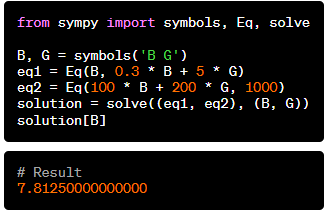 from sympy import symbols, Eq, solve
B, G = symbols('B G')
eq1 = Eq(B, 0.3 * B + 5 * G)
eq2 = Eq(100 * B + 200 * G, 1000)
solution = solve((eq1, eq2), (B, G))
solution[B]
# Result
7.81250000000000